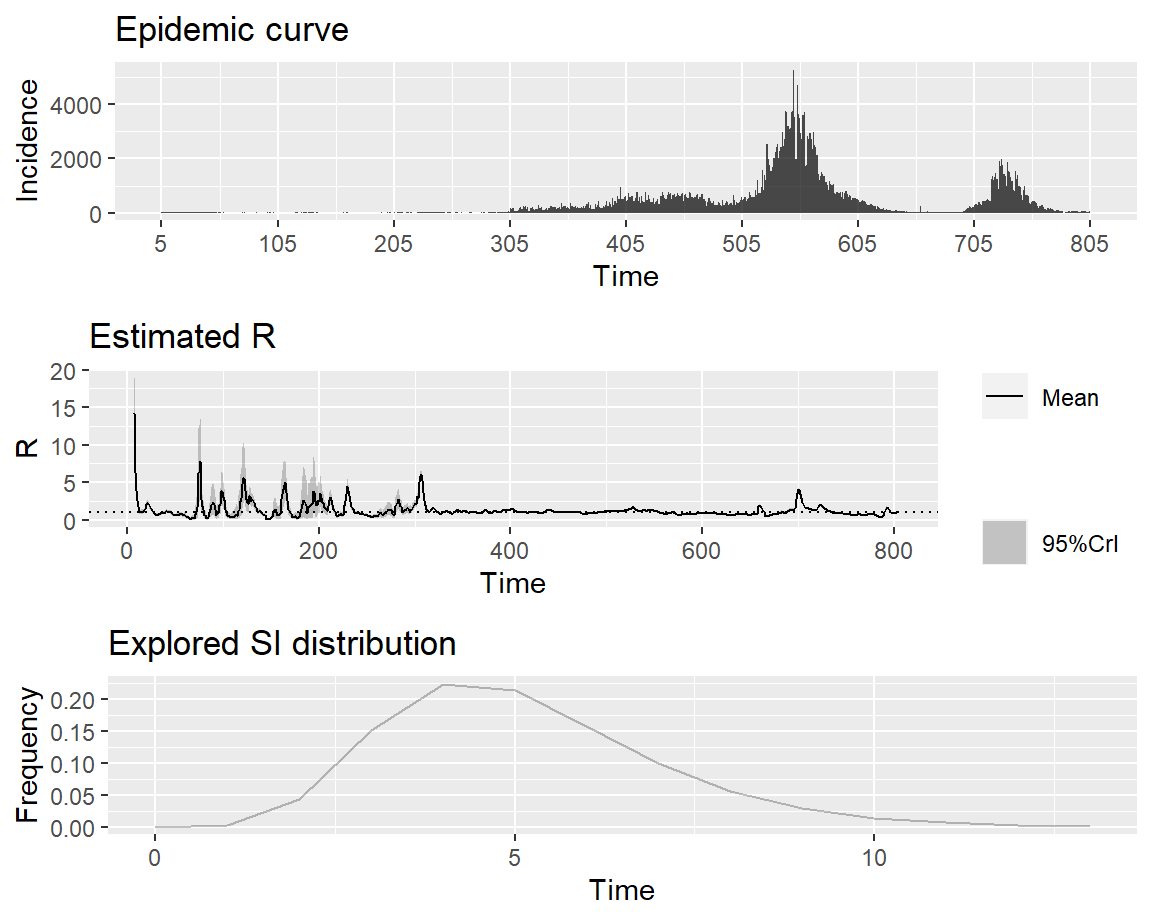 Epidemic curve
Incidence
4000
2000
0
5 105 205 305 405 505 605 705 805
Time
Estimated R
R
20
15
10
5
0
0 200 400 600 800
Time
Mean
95%CrI
Explored SI distribution
Frequency
0.20
0.15
0.10
0.05
0.00
0 5 10
Time